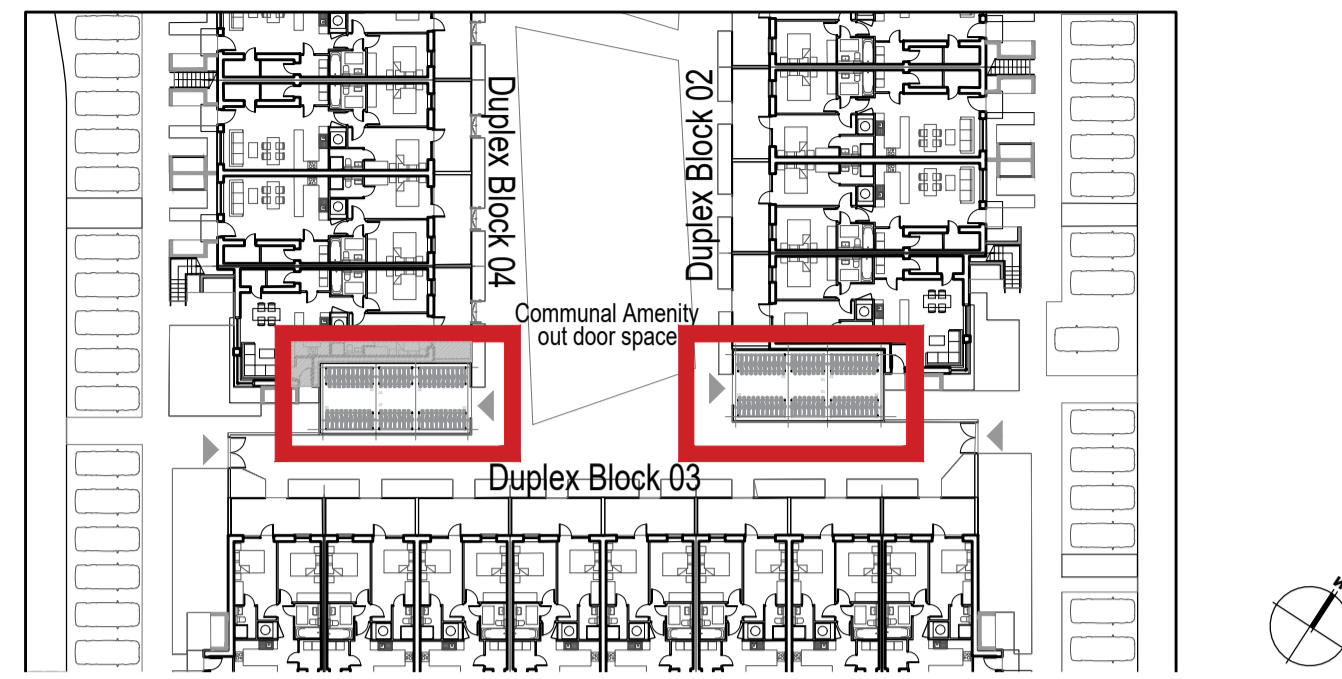 Duplex Block 04
Duplex Block 02
Communal Amenity
out door space
Duplex Block 03